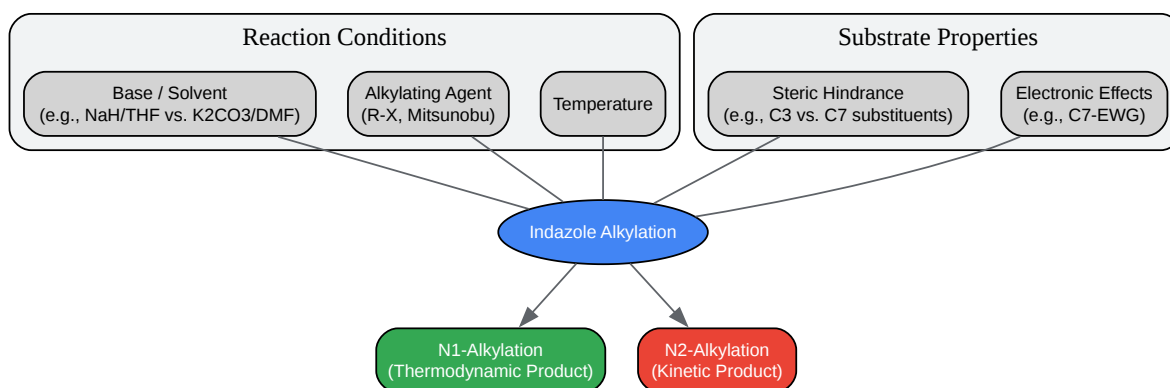 Reaction Conditions
Base / Solvent
(e.g., NaH/THF vs. K2CO3/DMF)
Alkylating Agent
(R-X, Mitsunobu)
Temperature
Substrate Properties
Steric Hindrance
(e.g., C3 vs. C7 substituents)
Electronic Effects
(e.g., C7-EWG)
Indazole Alkylation
N1-Alkylation
(Thermodynamic Product)
N2-Alkylation
(Kinetic Product)